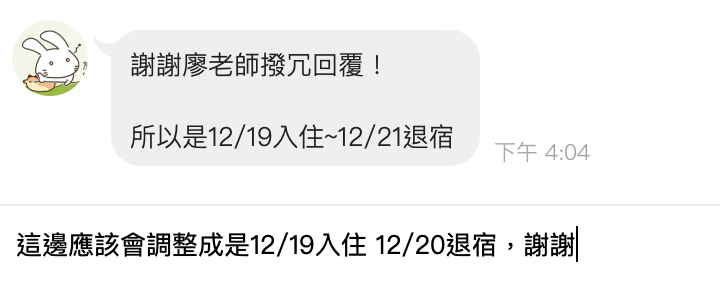 謝謝廖老師撥冗回覆！
所以是12/19入住~12/21退宿
下午 4:04
這邊應該會調整成是12/19入住 12/20退宿，謝謝